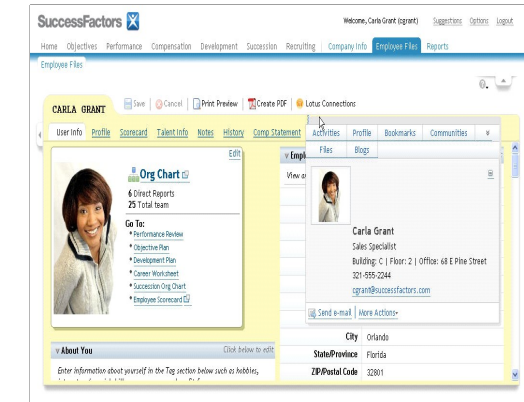 SuccessFactors
Welcome, Carla Grant (cgrant) Suggestions Options Logout
Home Objectives Performance Compensation Development Succession Recruiting Company Info Employee Files Reports
Employee Files
CARLA GRANT
Save Cancel Print Preview Create PDF Lotus Connections
User Info Profile Scorecard Talent Info Notes History Comp Statement
Activities Profile Bookmarks Communities
Files Blogs
Edit
Org Chart
6 Direct Reports
25 Total team
Go To:
• Performance Review
• Objective Plan
• Development Plan
• Career Worksheet
• Succession Org Chart
• Employee Scorecard
Empl
View
Carla Grant
Sales Specialist
Building: C | Floor: 2 | Office: 68 E Pine Street
321-555-2244
cgrant@successfactors.com
Send e-mail More Actions
City Orlando
State/Province Florida
ZIP/Postal Code 32801
About You Click below to edit
Enter information about yourself in the Tag section below such as hobbies,